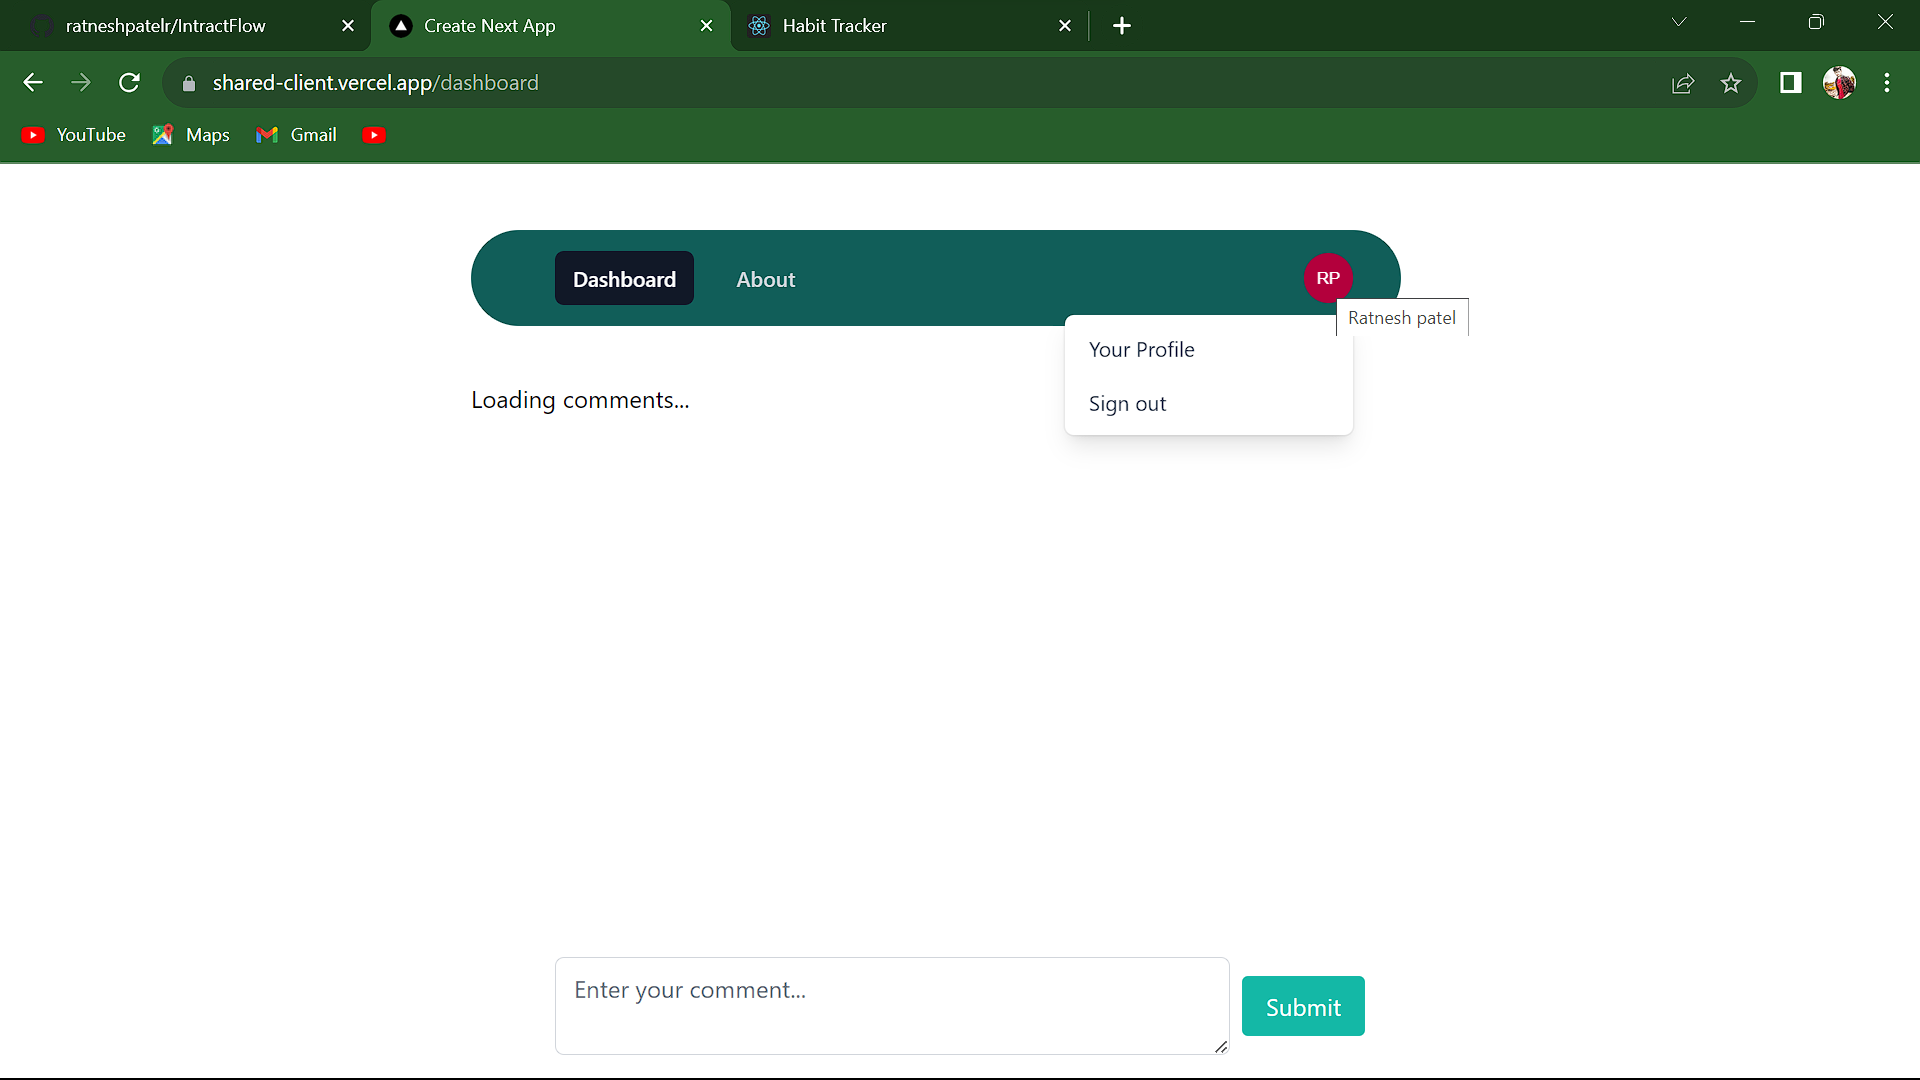 ratneshpatelr/IntractFlow
Create Next App
Habit Tracker
shared-client.vercel.app/dashboard
YouTube
Maps
Gmail
Dashboard
About
RP
Ratnesh patel
Your Profile
Sign out
Loading comments...
Enter your comment...
Submit